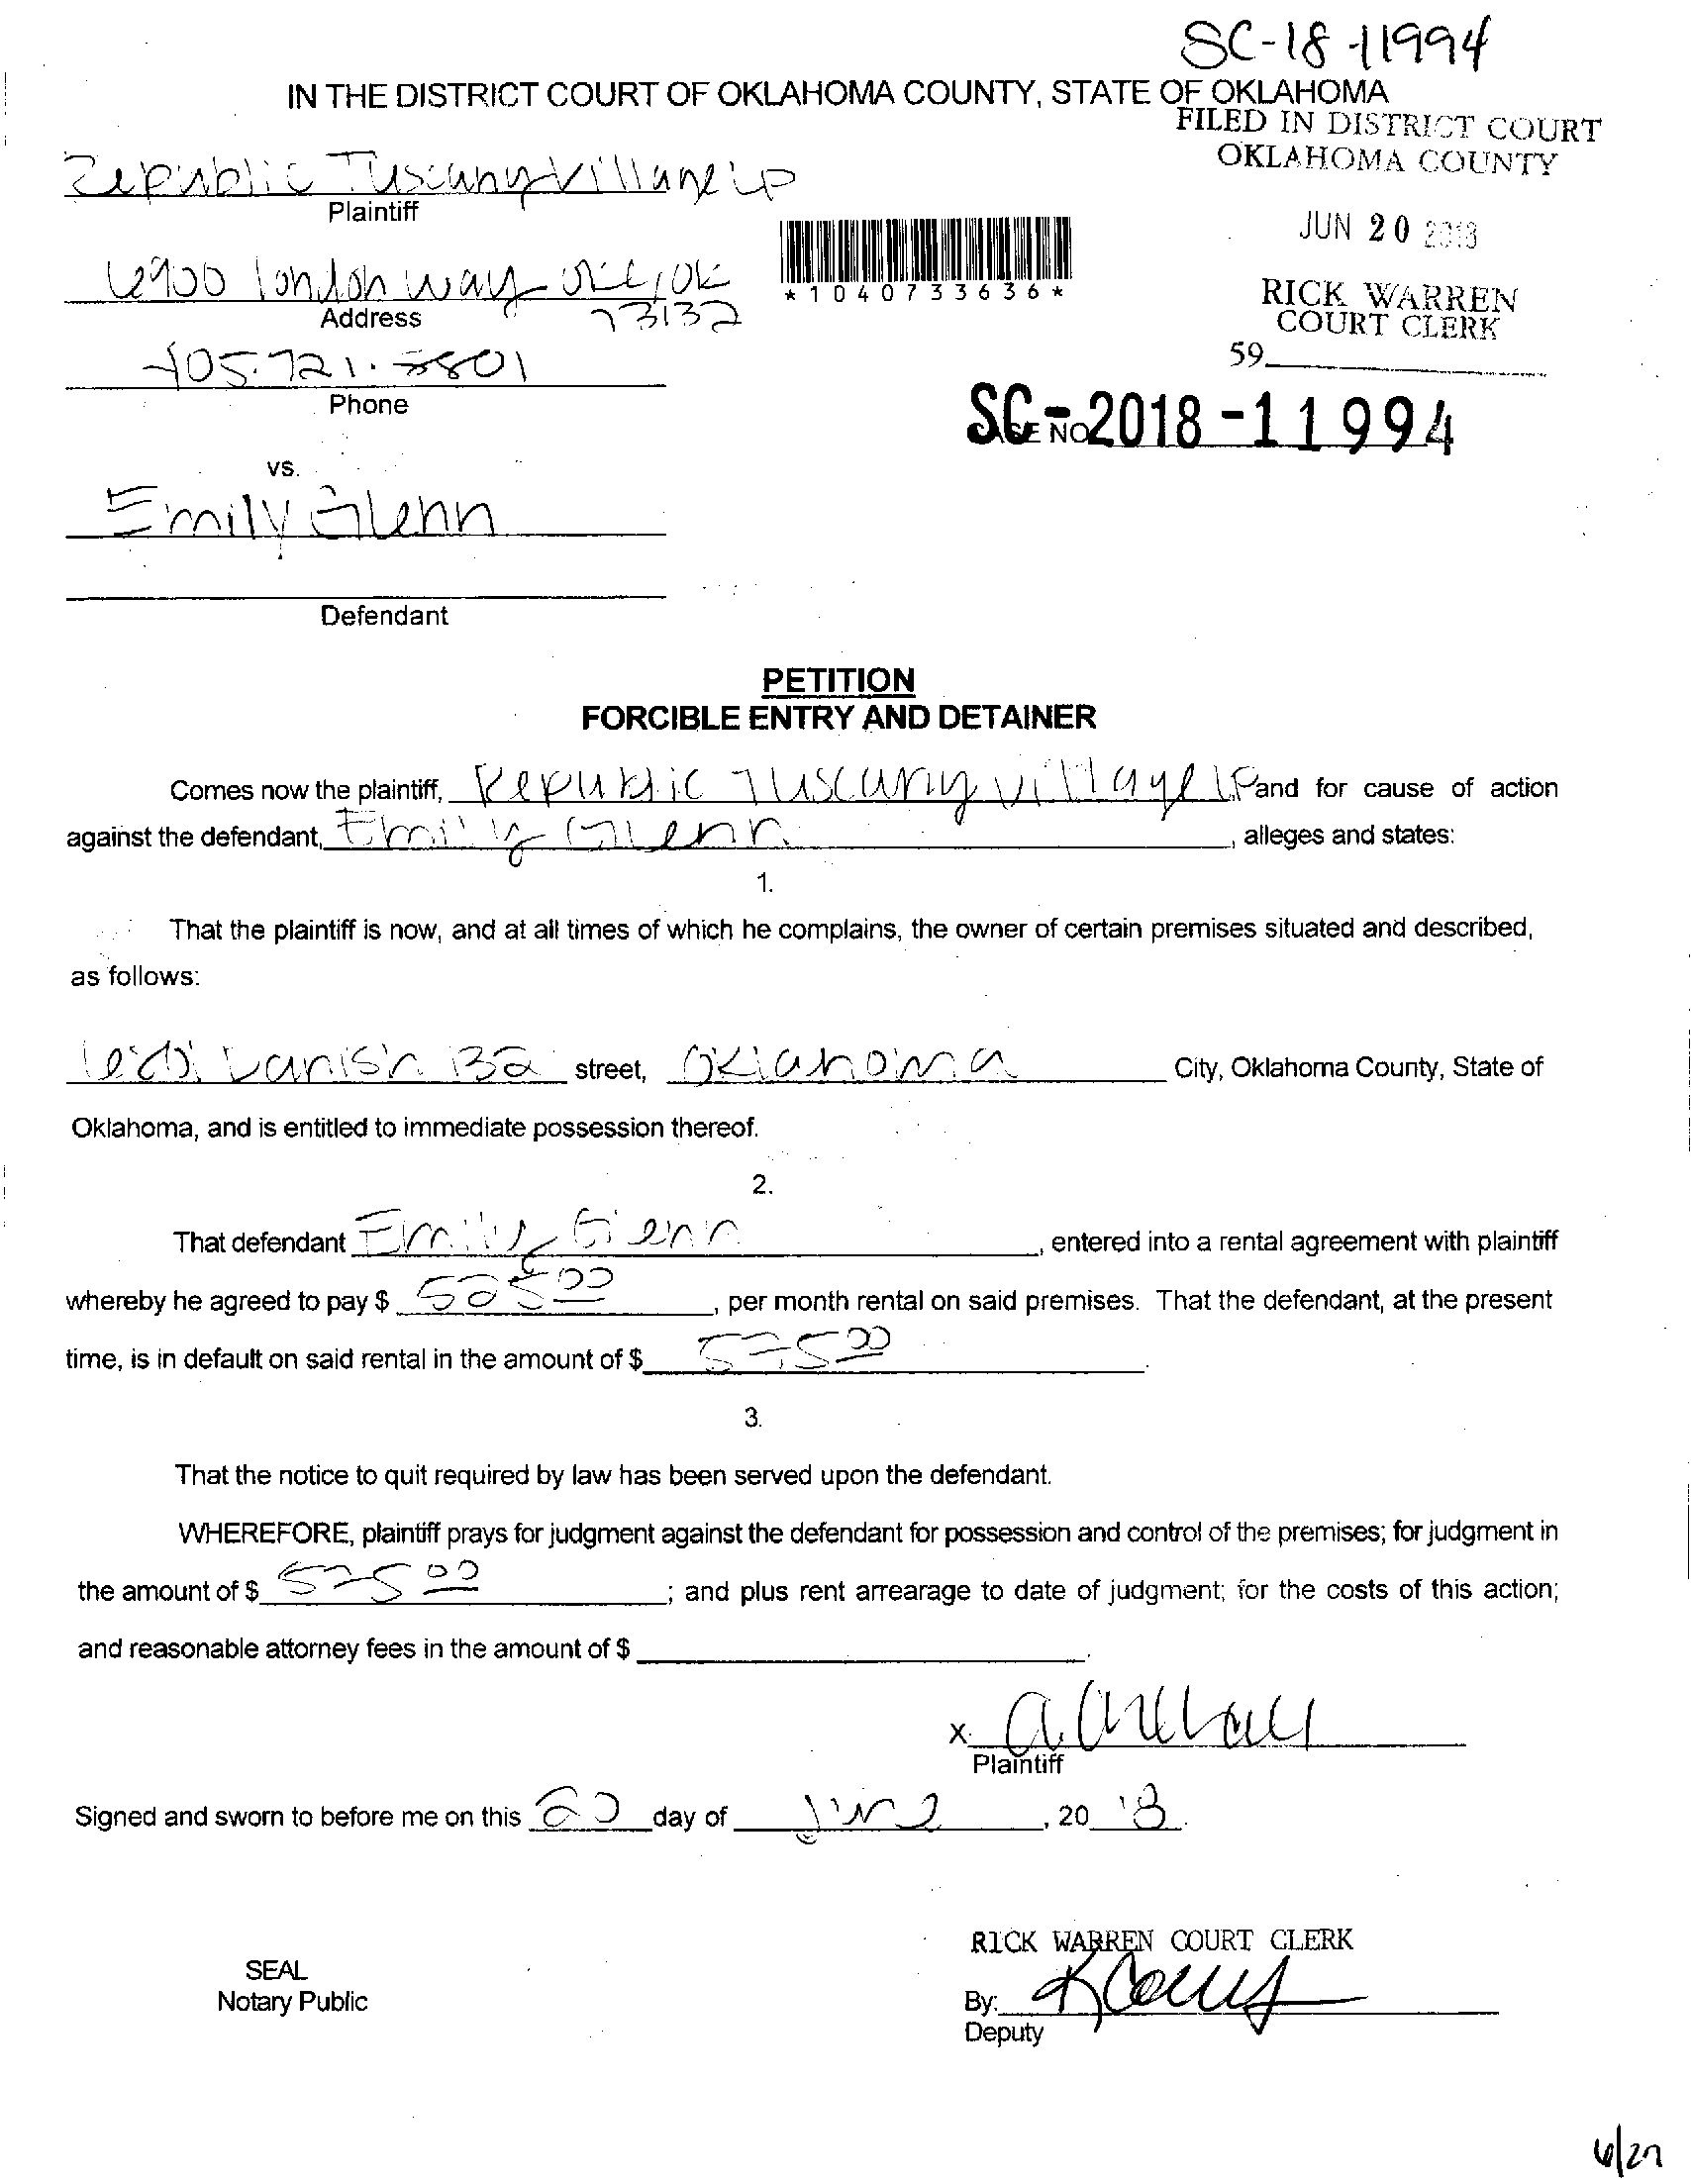 SC-18-11994
IN THE DISTRICT COURT OF OKLAHOMA COUNTY, STATE OF OKLAHOMA
FILED IN DISTRICT COURT
OKLAHOMA COUNTY
Republic Tuscany Village LP
Plaintiff
JUN 20 2018
6900 london way OKC, OK
*1040733636*
Address
73132
RICK WARREN
COURT CLERK
405.721.8801
59
Phone
SC-2018-11994
vs.
Emily Glenn
Defendant
PETITION
FORCIBLE ENTRY AND DETAINER
Comes now the plaintiff, Republic Tuscany Village LP and for cause of action
against the defendant, Emily Glenn, alleges and states:
1.
That the plaintiff is now, and at all times of which he complains, the owner of certain premises situated and described,
as follows:
street, Oklahoma City, Oklahoma County, State of
Oklahoma, and is entitled to immediate possession thereof.
2.
That defendant Emily Glenn, entered into a rental agreement with plaintiff
whereby he agreed to pay $ 525.00, per month rental on said premises. That the defendant, at the present
time, is in default on said rental in the amount of $ 575.00.
3.
That the notice to quit required by law has been served upon the defendant.
WHEREFORE, plaintiff prays for judgment against the defendant for possession and control of the premises; for judgment in
the amount of $ 575.00; and plus rent arrearage to date of judgment; for the costs of this action;
and reasonable attorney fees in the amount of $
X
Plaintiff
Signed and sworn to before me on this 20 day of June, 2018.
RICK WARREN COURT CLERK
SEAL
Notary Public
By:
Deputy
6/27